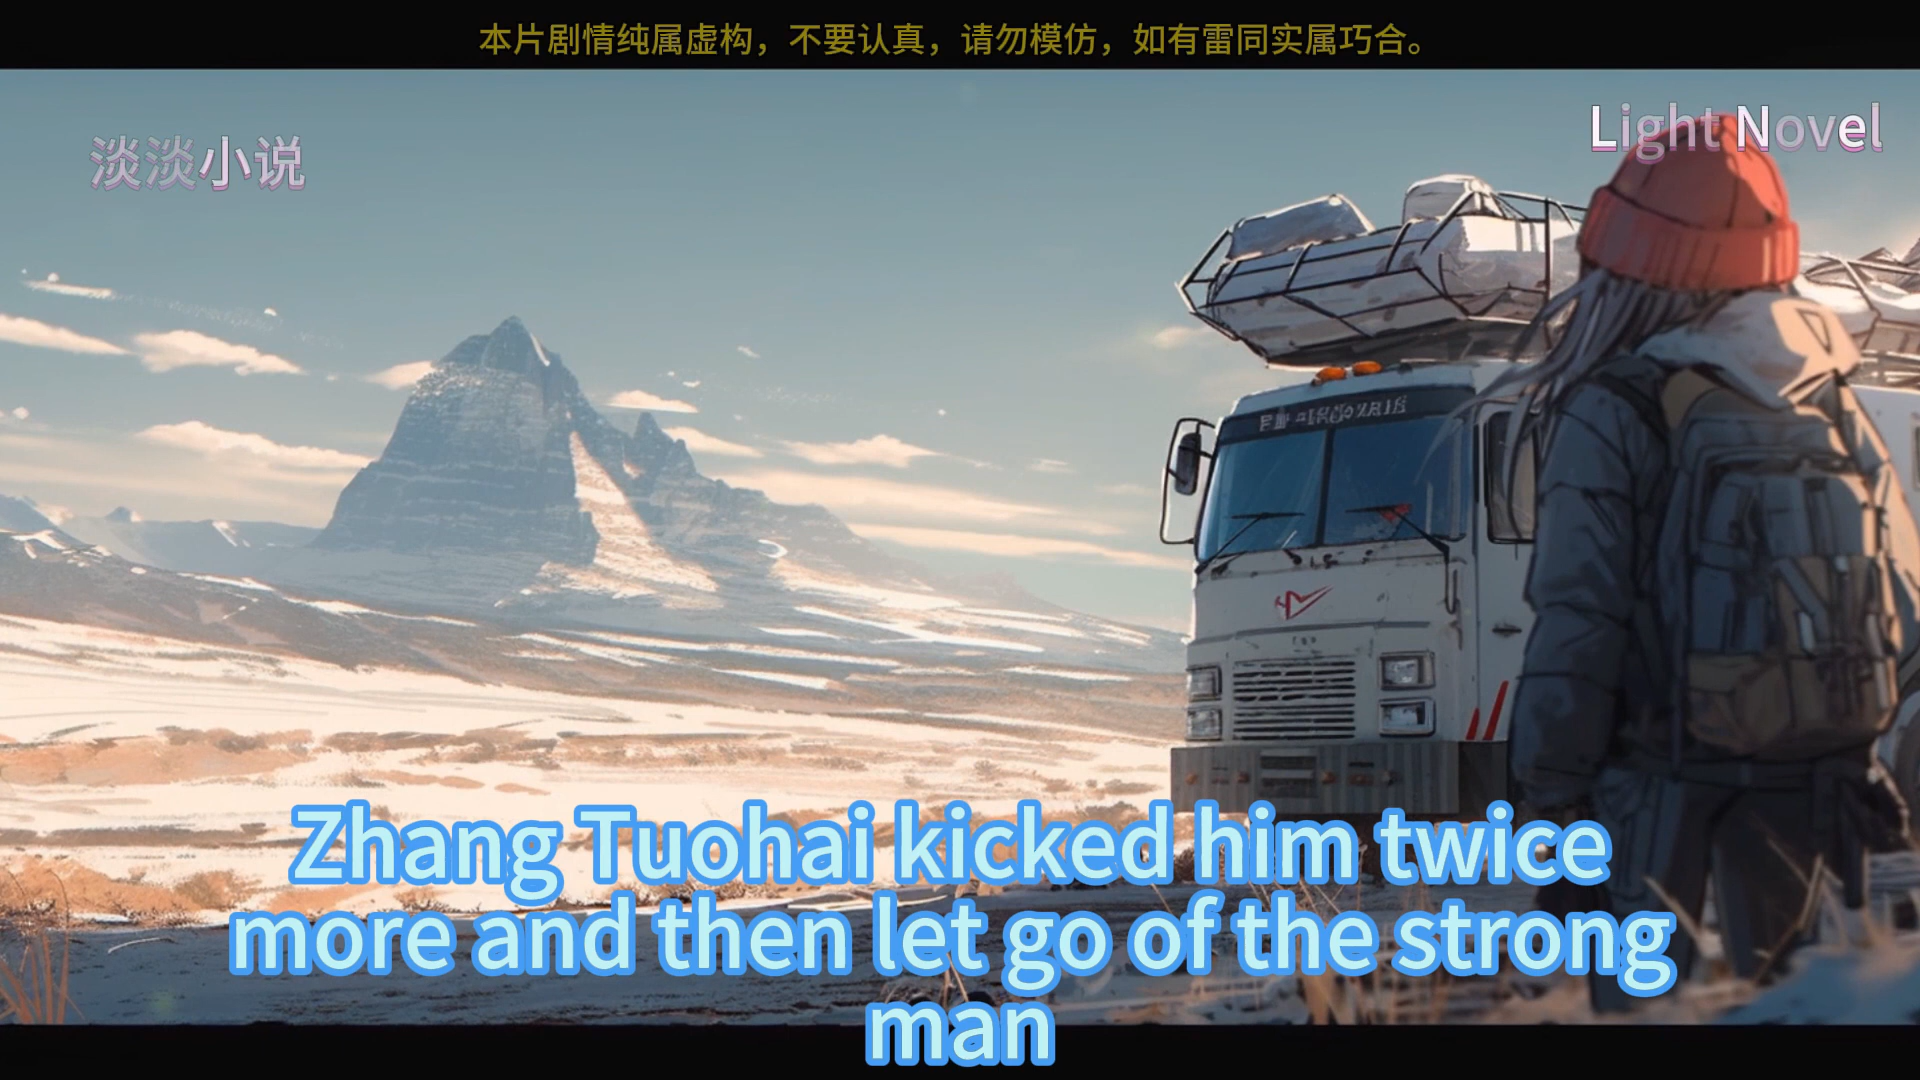 本片剧情纯属虚构，不要认真，请勿模仿，如有雷同实属巧合。
淡淡小说
Light Novel
Zhang Tuohai kicked him twice
more and then let go of the strong
man